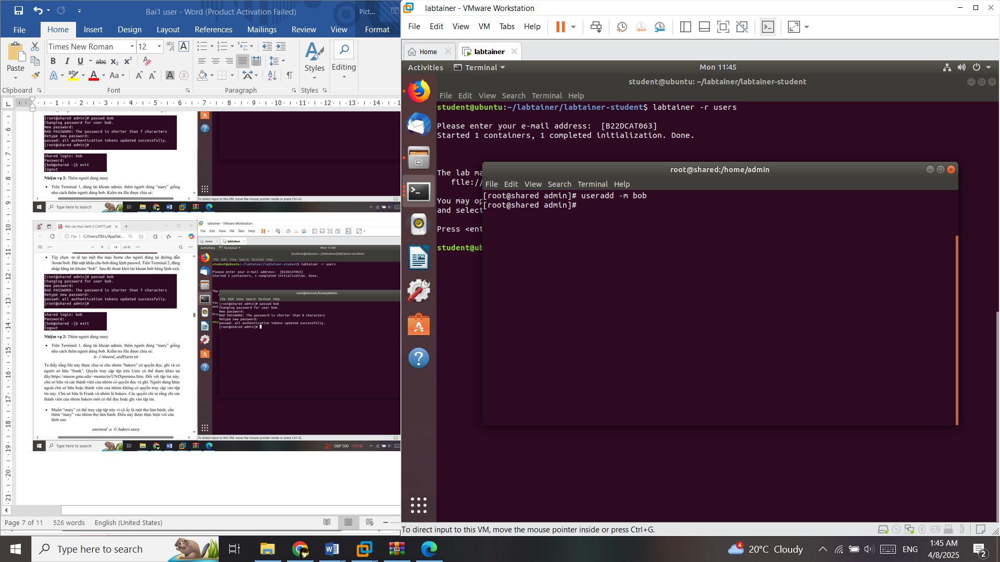 Bai1 user - Word (Product Activation Failed)
Pict...
File
Home
Insert
Design
Layout
References
Mailings
Review
View
Format
Paste
Times New Roman
12
Styles
Editing
Clipboard
Font
Paragraph
Styles
[root@shared admin]# passwd bob
Changing password for user bob.
New password:
BAD PASSWORD: The password is shorter than 7 characters
Retype new password:
passwd: all authentication tokens updated successfully.
[root@shared admin]#
shared login: bob
Password:
[bob@shared ~]$ exit
logout
Nhiệm vụ 2: Thêm người dùng mary
Trên Terminal 1, dùng tài khoản admin, thêm người dùng “mary” giống
như cách thêm người dùng bob. Kiểm tra file được chia sẻ:
To direct input to this VM, move the mouse pointer inside or press Ctrl+G.
Type here to search
Báo cáo thực hành 2 CSATTT.pdf
File
C:/Users/DELL/AppDat...
14
of 41
Tùy chọn -m sẽ tạo một thư mục home cho người dùng tại đường dẫn
/home/bob. Đặt mật khẩu cho bob dùng lệnh passwd. Trên Terminal 2, đăng
nhập bằng tài khoản “bob”. Sau đó thoát khỏi tài khoản bob bằng lệnh exit.
[root@shared admin]# passwd bob
Changing password for user bob.
New password:
BAD PASSWORD: The password is shorter than 7 characters
Retype new password:
passwd: all authentication tokens updated successfully.
[root@shared admin]#
shared login: bob
Password:
[bob@shared ~]$ exit
logout
Nhiệm vụ 2: Thêm người dùng mary
Trên Terminal 1, dùng tài khoản admin, thêm người dùng “mary” giống
như cách thêm người dùng bob. Kiểm tra file được chia sẻ:
ls -l /shared_stuff/tarts.txt
Ta thấy rằng file này được chia sẻ cho nhóm “bakers” có quyền đọc, ghi và có
người sở hữu “frank”. Quyền truy cập tệp trên Unix có thể tham khảo tại
đây:https://mason.gmu.edu/~montecin/UNIXpermiss.htm. Đối với tập tin này,
chủ sở hữu và các thành viên của nhóm có quyền đọc và ghi. Người dùng khác
ngoài chủ sở hữu hoặc thành viên của nhóm không có quyền truy cập vào tập
tin này. Chủ sở hữu là Frank và nhóm là bakers. Các quyền chỉ ra rằng chỉ các
thành viên của nhóm bakers mới có thể đọc hoặc ghi vào tập tin.
Muốn “mary” có thể truy cập tệp này vì cô ấy là một thợ làm bánh, cần
thêm “mary” vào nhóm thợ làm bánh. Điều này được thực hiện với câu
lệnh sau:
usermod -a -G bakers mary
labtainer - VMware Workstation
File Edit View VM Tabs Help
Home
labtainer
Activities
Terminal
Mon 11:40
student@ubuntu: ~/labtainer/labtainer-student
File Edit View Search Terminal Help
student@ubuntu:~/labtainer/labtainer-student$ labtainer -r users
Please enter your e-mail address: [B22DCAT063]
Started 1 containers, 1 completed initialization. Done.
root@shared:/home/admin
File Edit View Search Terminal Help
[root@shared admin]# passwd bob
Changing password for user bob.
New password:
BAD PASSWORD: The password is shorter than 8 characters
Retype new password:
passwd: all authentication tokens updated successfully.
[root@shared admin]#
To direct input to this VM, move the mouse pointer inside or press Ctrl+G.
Type here to search
S&P 500 -0.02%
Page 7 of 11
526 words
English (United States)
labtainer - VMware Workstation
File Edit View VM Tabs Help
Home
labtainer
Activities
Terminal
Mon 11:45
student@ubuntu: ~/labtainer/labtainer-student
File Edit View Search Terminal Help
student@ubuntu:~/labtainer/labtainer-student$ labtainer -r users
Please enter your e-mail address: [B22DCAT063]
Started 1 containers, 1 completed initialization. Done.
The lab ma
file://
You may op
and select
Press <ent
student@ub
root@shared:/home/admin
File Edit View Search Terminal Help
[root@shared admin]# useradd -m bob
[root@shared admin]#
To direct input to this VM, move the mouse pointer inside or press Ctrl+G.
Type here to search
20°C Cloudy
ENG
1:45 AM
4/8/2025